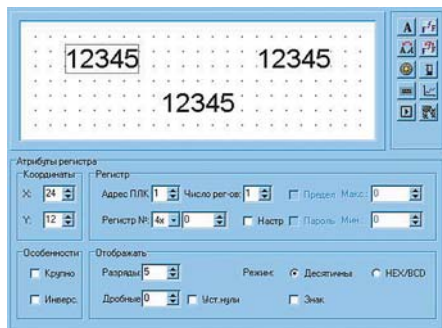 12345 12345
12345
Атрибуты регистра
Координаты Регистр
X: 24 Адрес ПЛК: 1 Число рег-ов: 1 Предел Макс.: 0
Y: 12 Регистр №: 4x 0 Настр Пароль Мин.: 0
Особенности Отображать
Крупно Разряды 5 Режим: Десятичны HEX/BCD
Инверс. Дробные 0 Уст.нули Знак